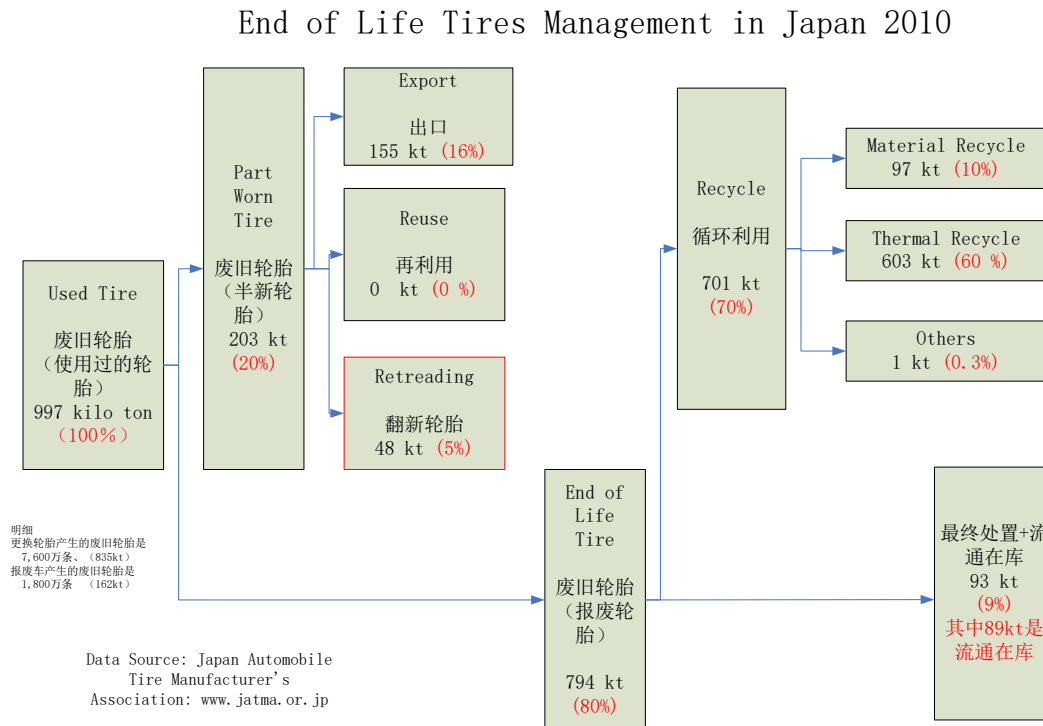 End of Life Tires Management in Japan 2010
Used Tire
废旧轮胎
（使用过的轮
胎）
997 kilo ton
（100％）
Part
Worn
Tire
废旧轮胎
（半新轮
胎）
203 kt
(20%)
Export
出口
155 kt (16%)
Reuse
再利用
0 kt (0 %)
Retreading
翻新轮胎
48 kt (5%)
End of
Life
Tire
废旧轮胎
（报废轮
胎）
794 kt
(80%)
Recycle
循环利用
701 kt
(70%)
Material Recycle
97 kt (10%)
Thermal Recycle
603 kt (60 %)
Others
1 kt (0.3%)
最终处置+流
通在库
93 kt
(9%)
其中89kt是
流通在库
明细
更换轮胎产生的废旧轮胎是
7,600万条、（835kt）
报废车产生的废旧轮胎是
1,800万条 （162kt）
Data Source: Japan Automobile
Tire Manufacturer's
Association: www.jatma.or.jp